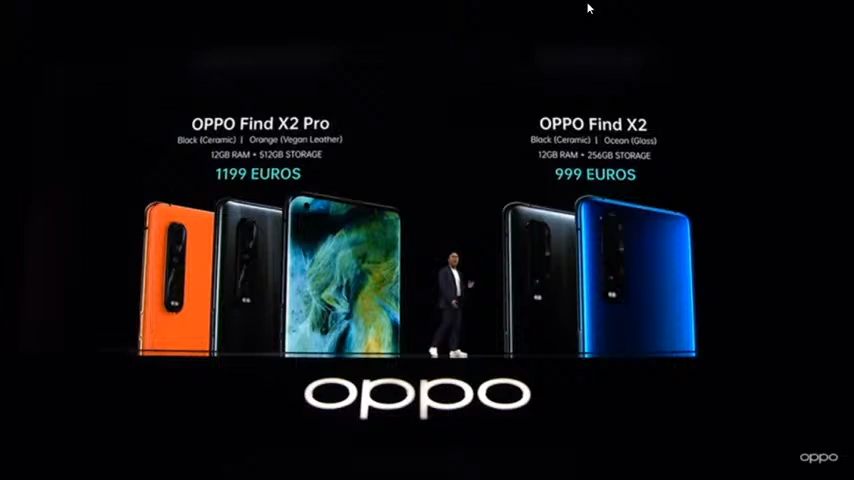 OPPO Find X2 Pro
Black (Ceramic) | Orange (Vegan Leather)
12GB RAM + 512GB STORAGE
1199 EUROS
OPPO Find X2
Black (Ceramic) | Ocean (Glass)
12GB RAM + 256GB STORAGE
999 EUROS
oppo
oppo